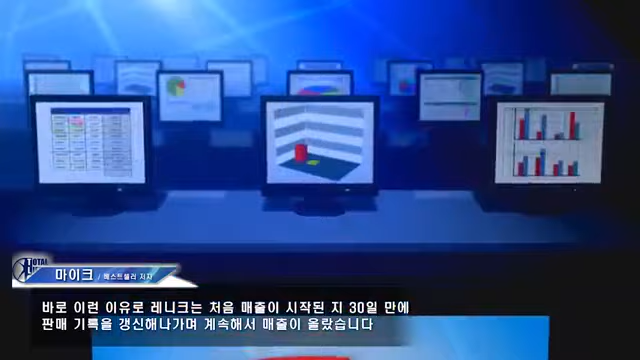 OTAL
마이크 / 베스트셀러 저자
바로 이런 이유로 레니크는 처음 매출이 시작된 지 30일 만에
판매 기록을 갱신해나가며 계속해서 매출이 올랐습니다